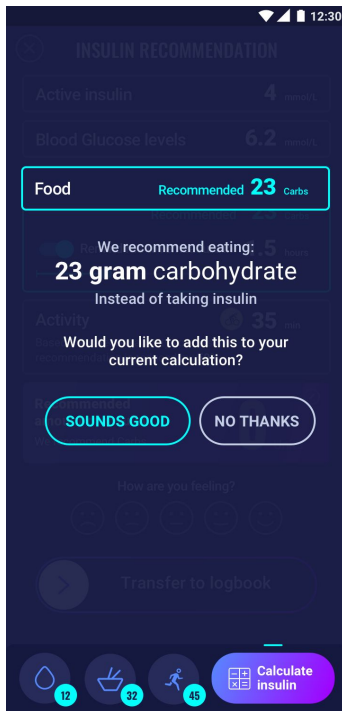 12:30
INSULIN RECOMMENDATION
Active insulin 4 mmol/L
Blood Glucose levels 6.2 mmol/L
Food Recommended 23 Carbs
We recommend eating:
23 gram carbohydrate
Instead of taking insulin
Activity 35 min
Would you like to add this to your
current calculation?
SOUNDS GOOD NO THANKS
How are you feeling?
Transfer to logbook
12 32 45 Calculate
insulin